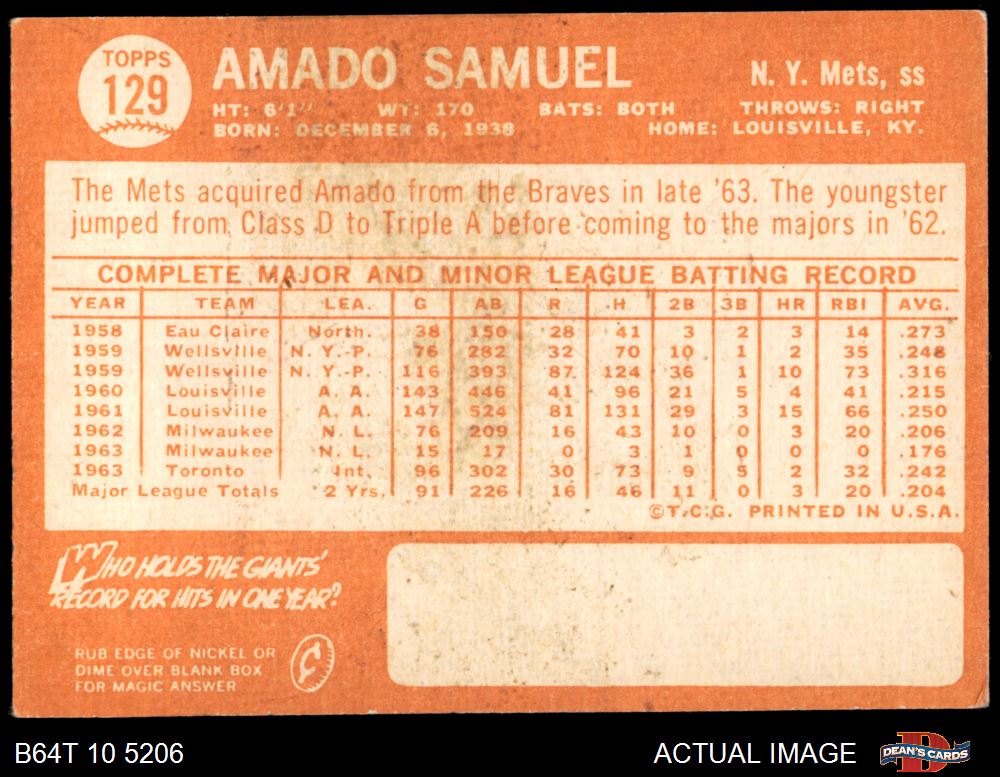 TOPPS
129
AMADO SAMUEL
N. Y. Mets, ss
HT: 6'1" WT: 170 BATS: BOTH THROWS: RIGHT
BORN: DECEMBER 6, 1938 HOME: LOUISVILLE, KY.
The Mets acquired Amado from the Braves in late '63. The youngster
jumped from Class D to Triple A before coming to the majors in '62.
COMPLETE MAJOR AND MINOR LEAGUE BATTING RECORD
YEAR TEAM LEA. G AB R H 2B 3B HR RBI AVG.
1958 Eau Claire North. 38 150 28 41 3 2 3 14 .273
1959 Wellsville N. Y.-P. 76 282 32 70 10 1 2 35 .248
1959 Wellsville N. Y.-P. 116 393 87 124 36 1 10 73 .316
1960 Louisville A. A. 143 446 41 96 21 5 4 41 .215
1961 Louisville A. A. 147 524 81 131 29 3 15 66 .250
1962 Milwaukee N. L. 76 209 16 43 10 0 3 20 .206
1963 Milwaukee N. L. 15 17 0 3 1 0 0 0 .176
1963 Toronto Int. 96 302 30 73 9 5 2 32 .242
Major League Totals 2 Yrs. 91 226 16 46 11 0 3 20 .204
©T.C.G. PRINTED IN U.S.A.
WHO HOLDS THE GIANTS'
RECORD FOR HITS IN ONE YEAR?
RUB EDGE OF NICKEL OR
DIME OVER BLANK BOX
FOR MAGIC ANSWER
B64T 10 5206
ACTUAL IMAGE
D
DEAN'S CARDS